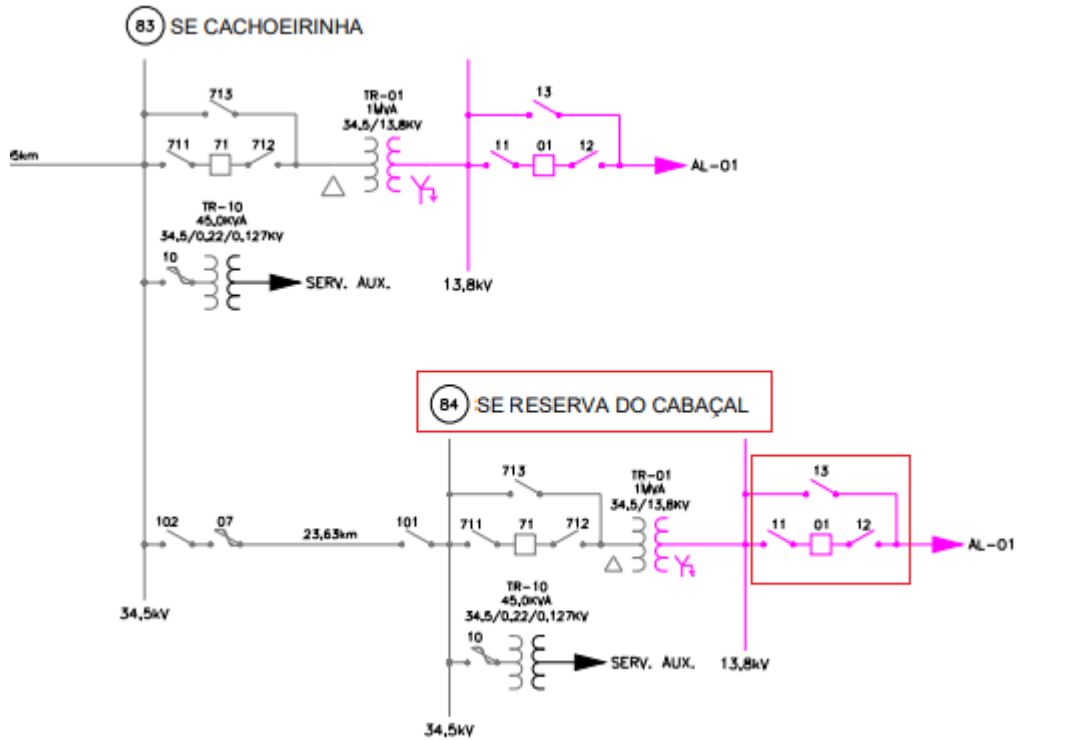 83 SE CACHOEIRINHA
713
711
71
712
TR-01
1MVA
34,5/13,8KV
13
11
01
12
AL-01
TR-10
45,0KVA
34,5/0,22/0,127KV
10
SERV. AUX.
13,8kV
84 SE RESERVA DO CABAÇAL
102
07
23,63km
101
34,5kV
713
711
71
712
TR-01
1MVA
34,5/13,8KV
13
11
01
12
AL-01
TR-10
45,0KVA
34,5/0,22/0,127KV
10
SERV. AUX.
13,8kV
34,5kV